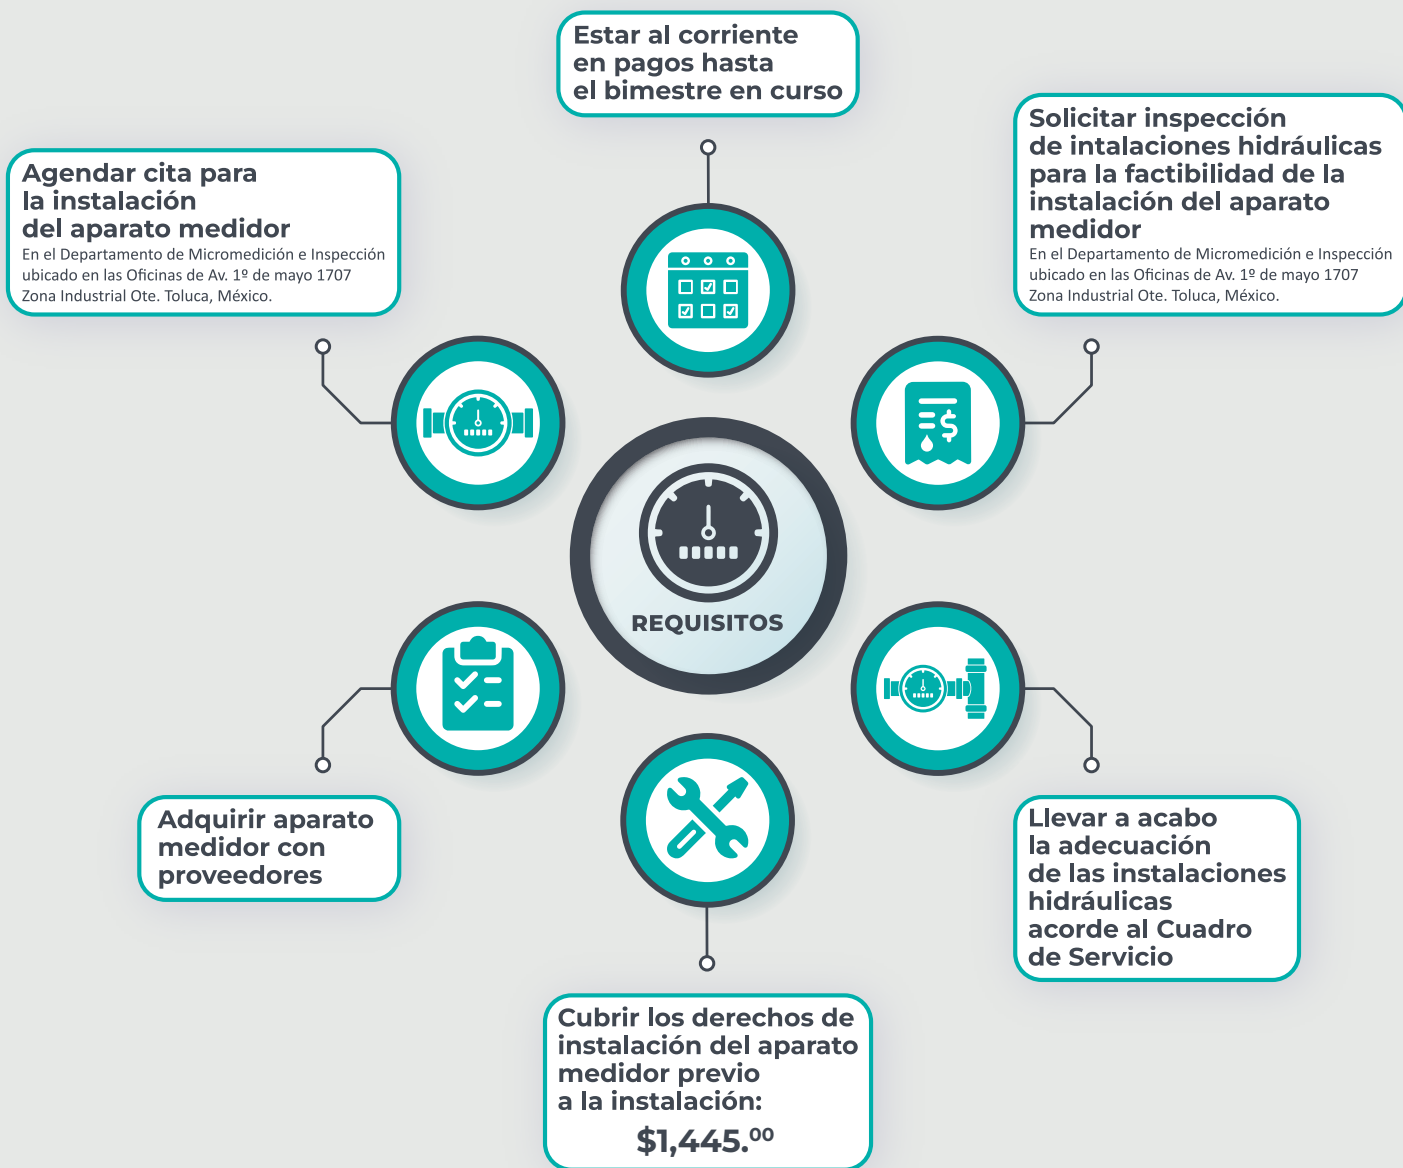 Estar al corriente
en pagos hasta
el bimestre en curso
Solicitar inspección
de intalaciones hidráulicas
para la factibilidad de la
instalación del aparato
medidor
En el Departamento de Micromedición e Inspección
ubicado en las Oficinas de Av. 1º de mayo 1707
Zona Industrial Ote. Toluca, México.
Agendar cita para
la instalación
del aparato medidor
En el Departamento de Micromedición e Inspección
ubicado en las Oficinas de Av. 1º de mayo 1707
Zona Industrial Ote. Toluca, México.
REQUISITOS
Llevar a acabo
la adecuación
de las instalaciones
hidráulicas
acorde al Cuadro
de Servicio
Adquirir aparato
medidor con
proveedores
Cubrir los derechos de
instalación del aparato
medidor previo
a la instalación:
$1,445.00